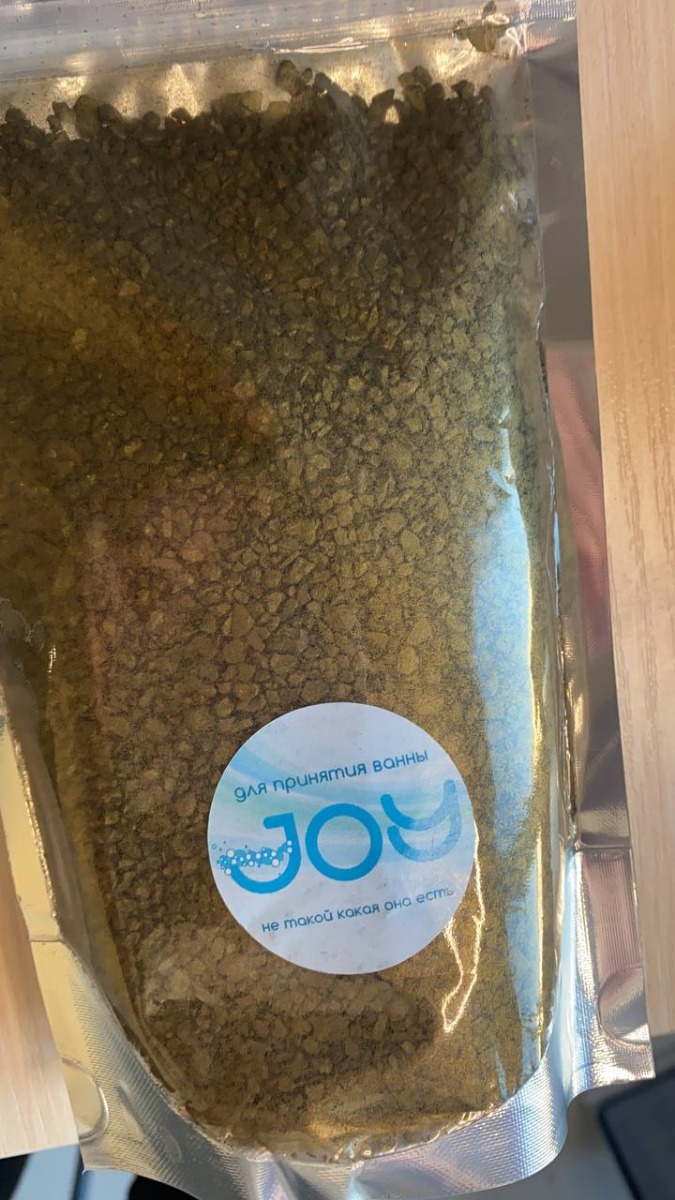 для принятия ванны
JOY
не такой какая она есть